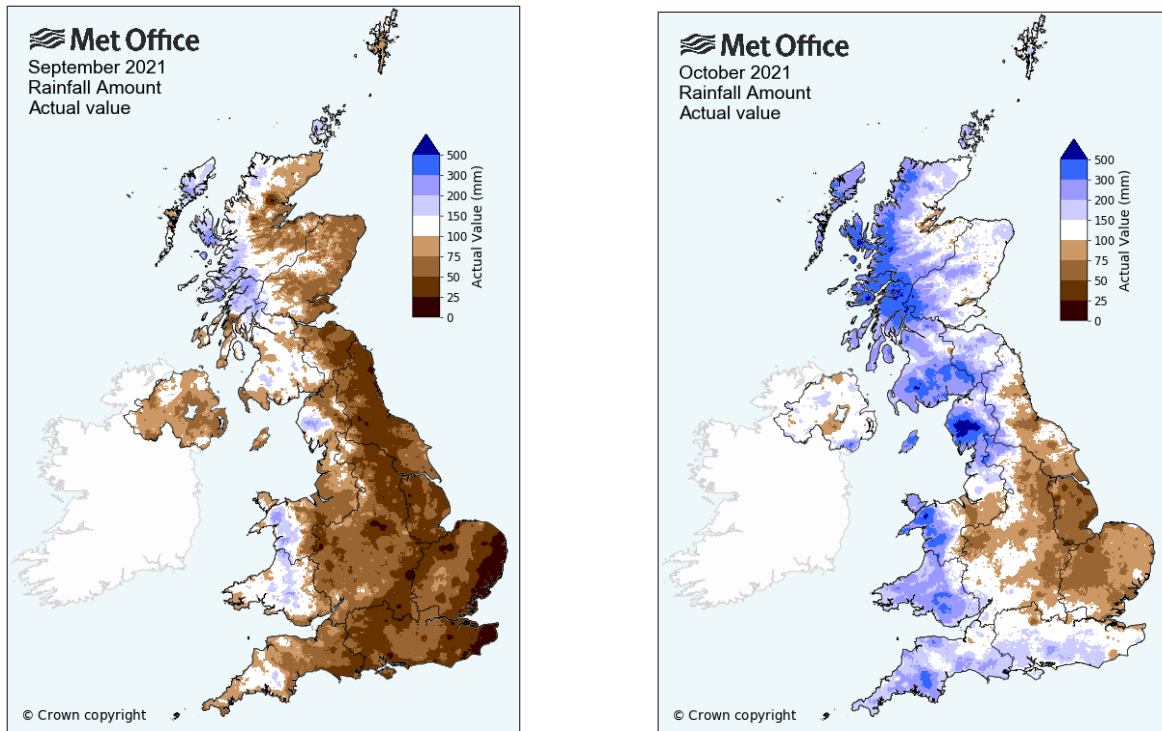 Met Office
September 2021
Rainfall Amount
Actual value
500
300
200
150
100
75
50
25
0
Actual Value (mm)
© Crown copyright
Met Office
October 2021
Rainfall Amount
Actual value
500
300
200
150
100
75
50
25
0
Actual Value (mm)
© Crown copyright